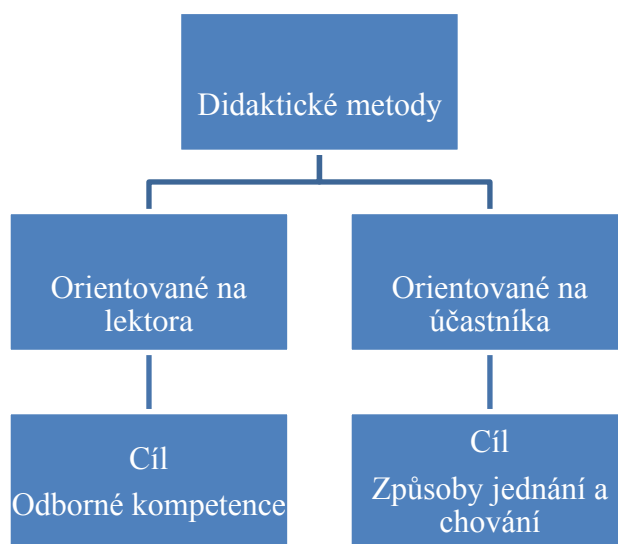 Didaktické metody
Orientované na
lektora
Orientované na
účastníka
Cíl
Odborné kompetence
Cíl
Způsoby jednání a
chování